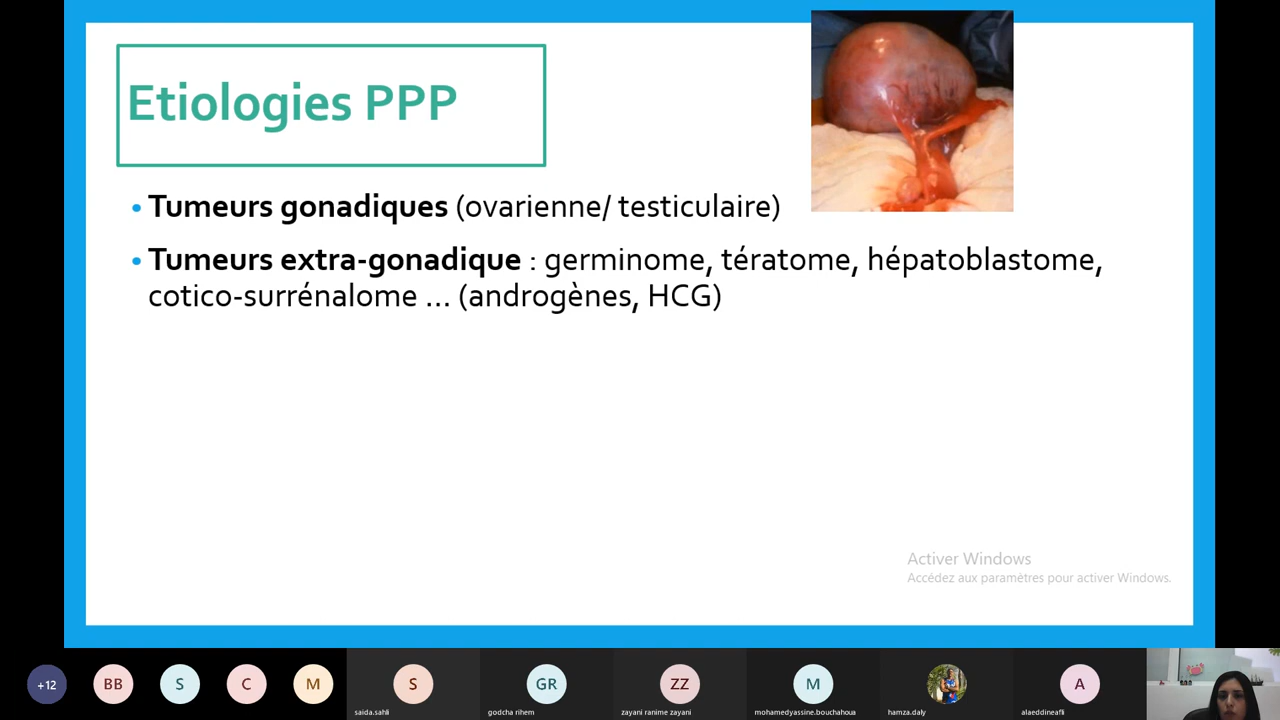 Etiologies PPP
• Tumeurs gonadiques (ovarienne/ testiculaire)
• Tumeurs extra-gonadique : germinome, tératome, hépatoblastome,
cotico-surrénalome ... (androgènes, HCG)
Activer Windows
Accédez aux paramètres pour activer Windows.
+12
BB
S
C
M
S
GR
ZZ
M
A
saida.sahli
godcha rihem
zayani ranime zayani
mohamedyassine.bouchahoua
hamza.daly
alaeddineafli